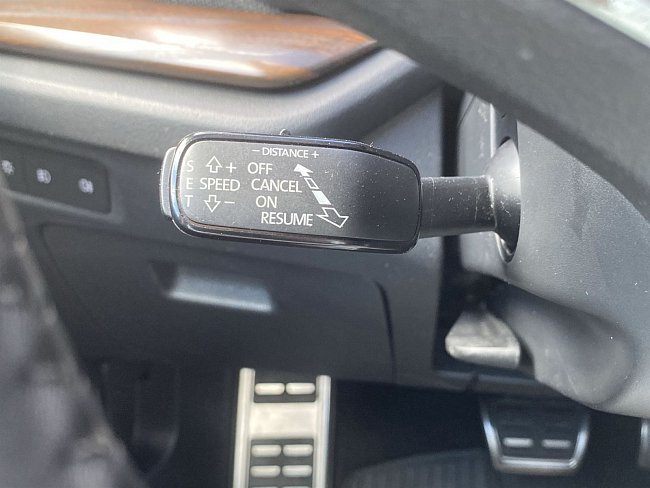 − DISTANCE +
S + OFF
E SPEED CANCEL
T − ON
RESUME